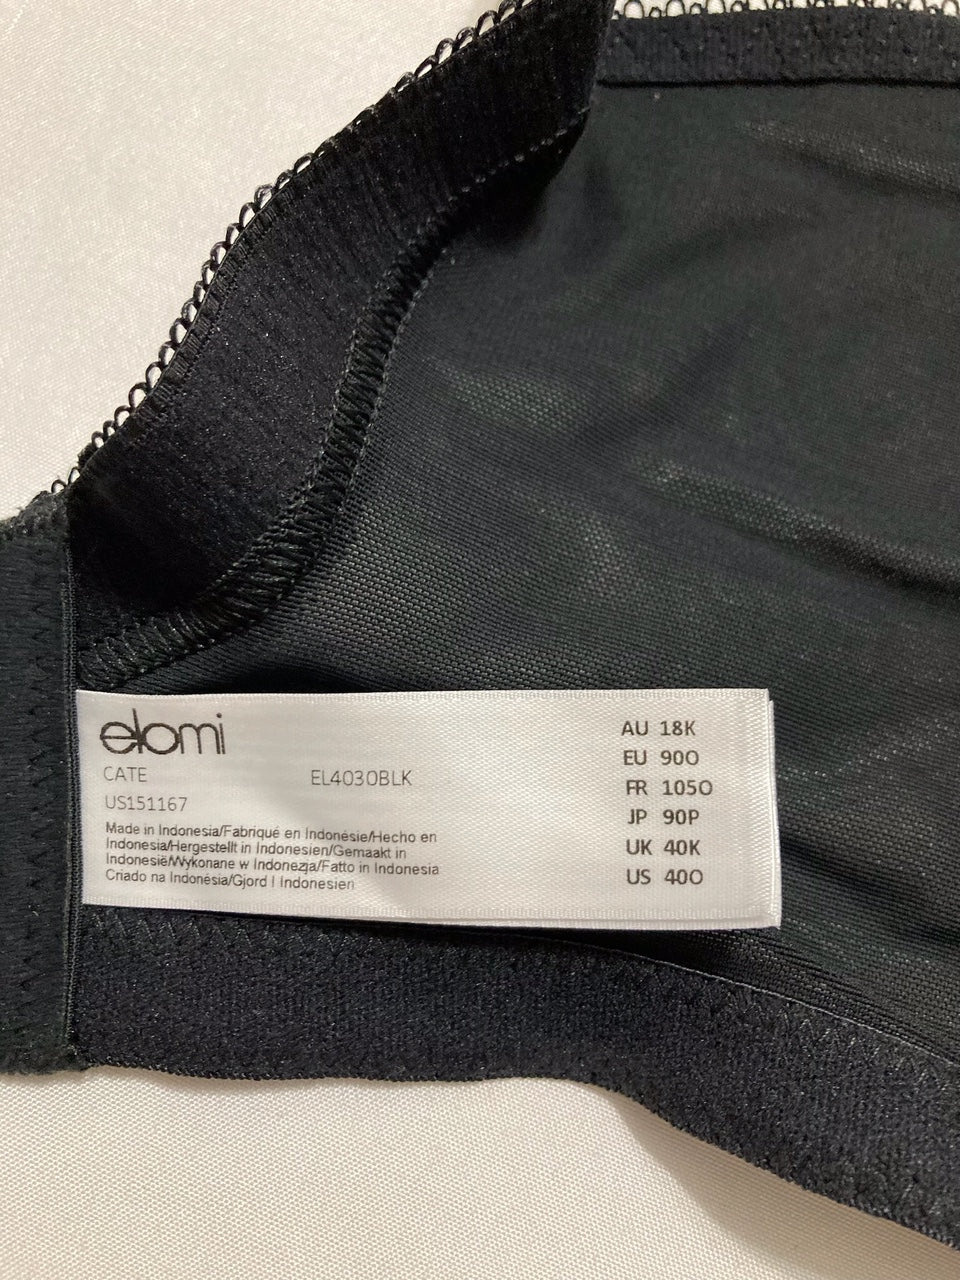 elomi
CATE EL4030BLK
US151167
Made in Indonesia/Fabriqué en Indonésie/Hecho en
Indonesia/Hergestellt in Indonesien/Gemaakt in
Indonesië/Wykonane w Indonezja/Fatto in Indonesia
Criado na Indonésia/Gjord I Indonesien
AU 18K
EU 90O
FR 105O
JP 90P
UK 40K
US 40O